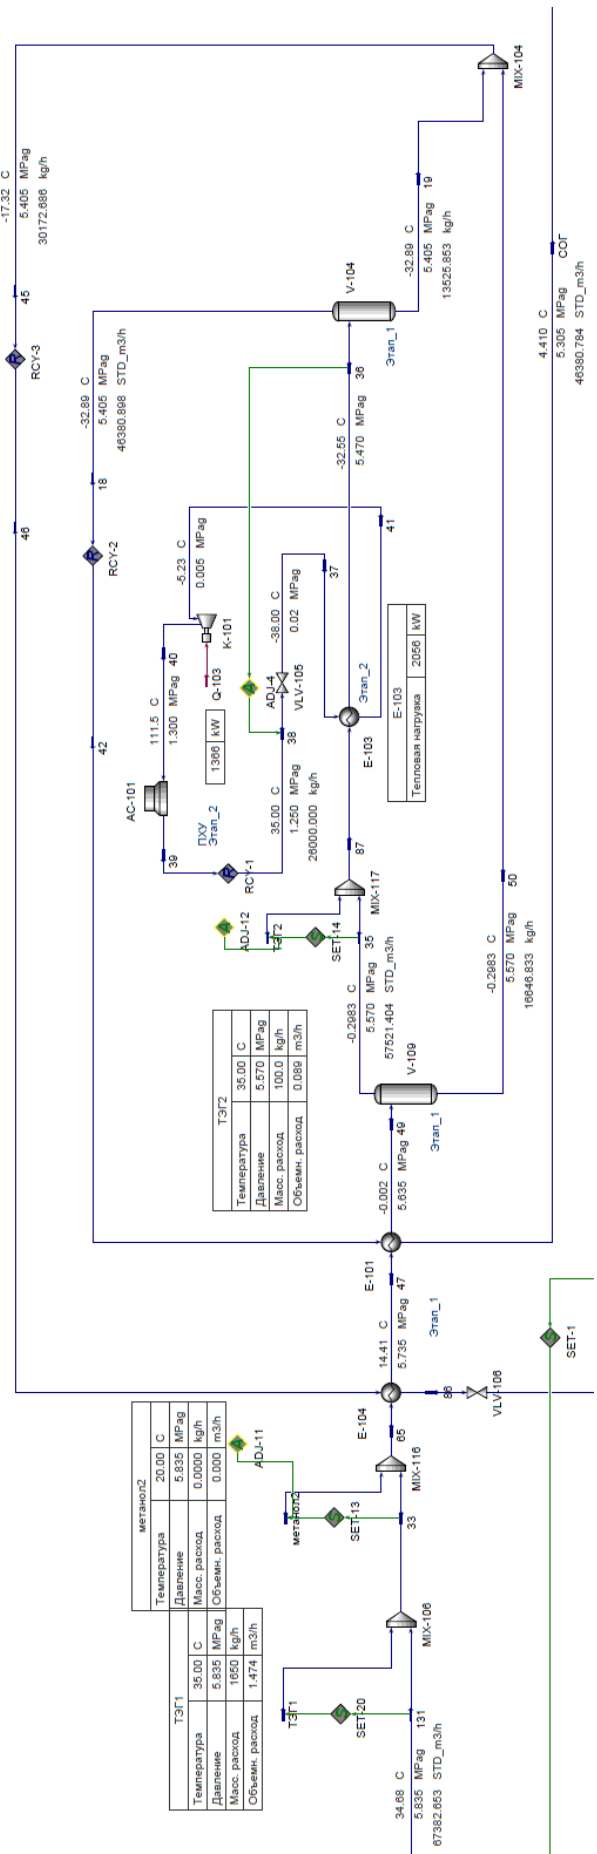 34.68 C
5.835 MPag
67382.653 STD_m3/h
131
ТЭГ1
SET-20
MIX-106
ТЭГ1
Температура 35.00 C
Давление 5.835 MPag
Масс. расход 1650 kg/h
Объемн. расход 1.474 m3/h
метанол2
Температура 20.00 C
Давление 5.835 MPag
Масс. расход 0.0000 kg/h
Объемн. расход 0.000 m3/h
ADJ-11
метанол2
SET-13
33
MIX-116
65
E-104
86
VLV-106
SET-1
14.41 C
5.735 MPag
47
Этап_1
E-101
-0.002 C
5.635 MPag
49
Этап_1
V-109
-0.2983 C
5.570 MPag
57521.404 STD_m3/h
35
-0.2983 C
5.570 MPag
16646.833 kg/h
50
ТЭГ2
Температура 35.00 C
Давление 5.570 MPag
Масс. расход 100.0 kg/h
Объемн. расход 0.089 m3/h
ADJ-12
ТЭГ2
SET-14
MIX-117
87
RCY-1
39
ПХУ
Этап_2
AC-101
111.5 C
1.300 MPag
40
1366 kW
Q-103
K-101
-5.23 C
0.005 MPag
41
35.00 C
1.250 MPag
26000.000 kg/h
38
ADJ-4
VLV-105
-38.00 C
0.02 MPag
37
E-103
Этап_2
E-103
Тепловая нагрузка 2056 kW
-32.55 C
5.470 MPag
36
V-104
Этап_1
-32.89 C
5.405 MPag
46380.898 STD_m3/h
18
RCY-2
42
-32.89 C
5.405 MPag
13525.853 kg/h
19
MIX-104
-17.32 C
5.405 MPag
30172.686 kg/h
45
RCY-3
46
4.410 C
5.305 MPag
46380.784 STD_m3/h
СОГ